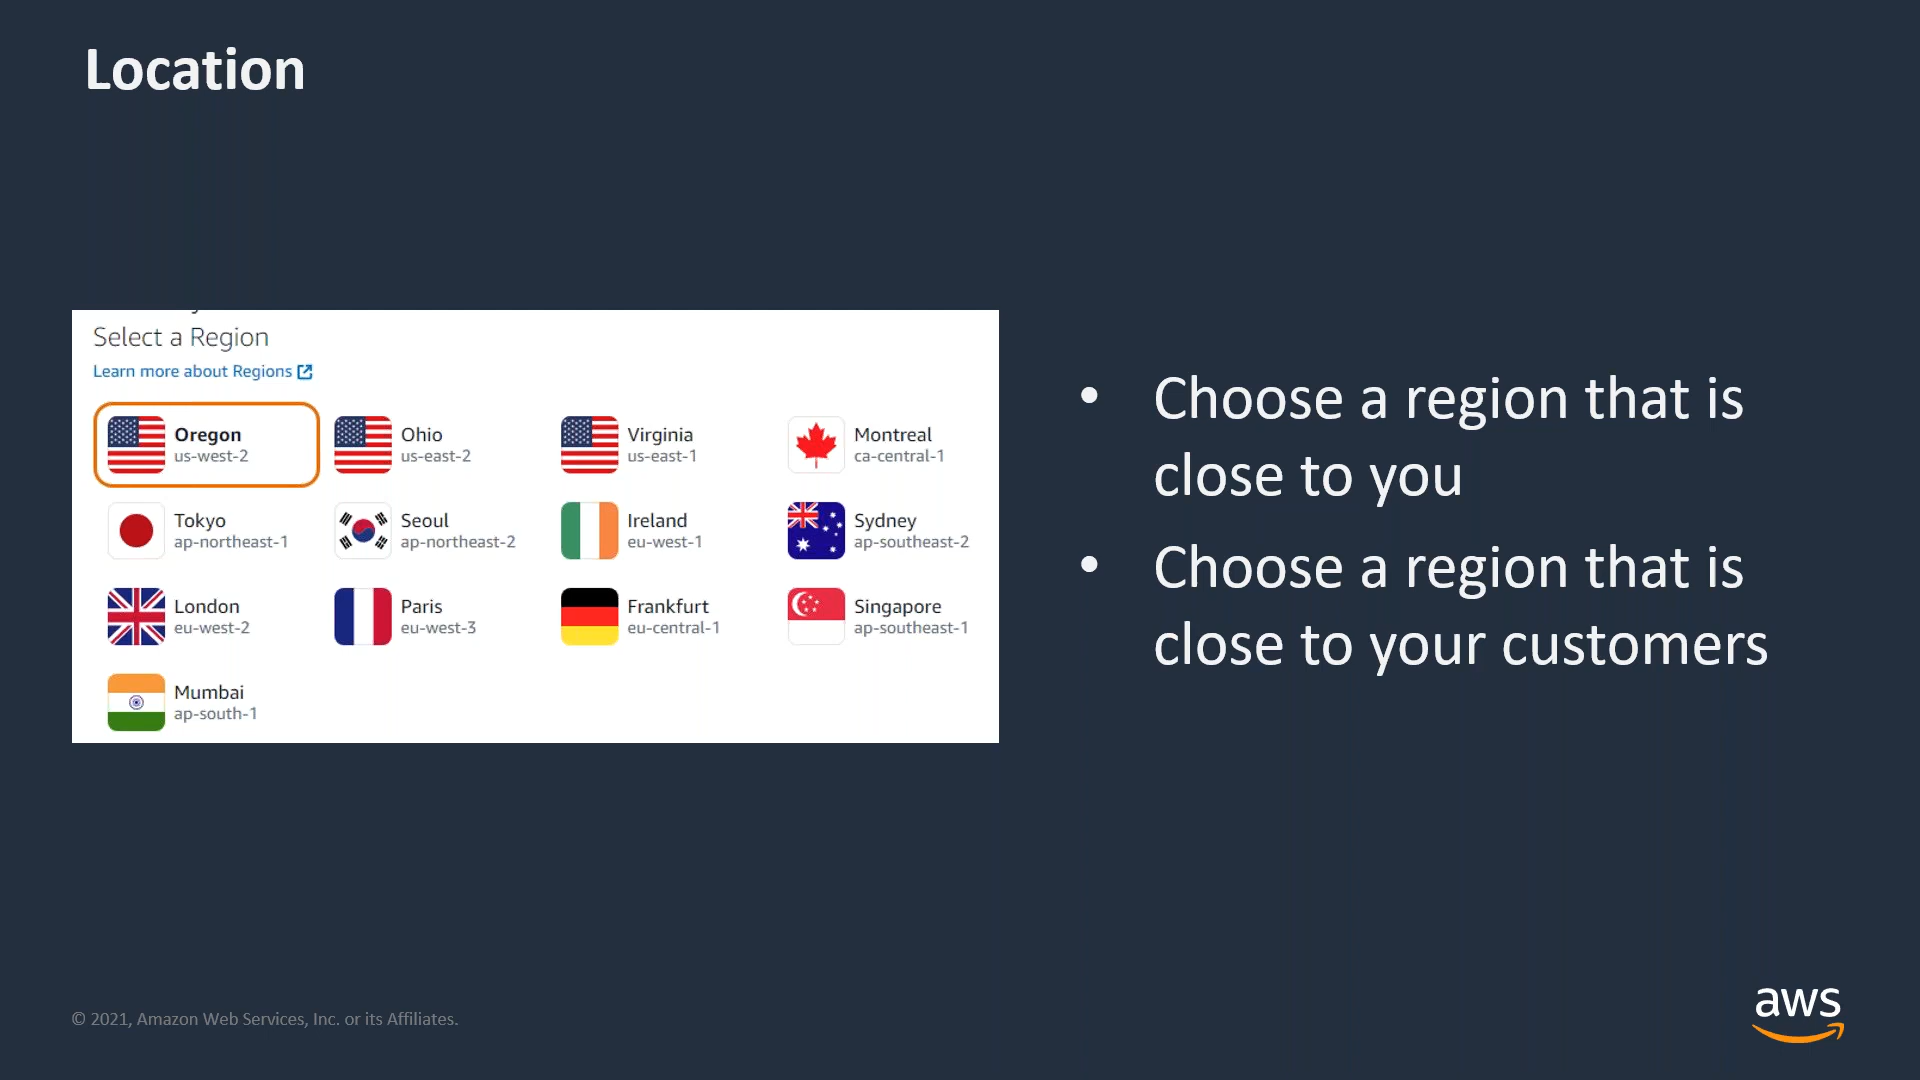 Location
Select a Region
Learn more about Regions
Oregon
us-west-2
Ohio
us-east-2
Virginia
us-east-1
Montreal
ca-central-1
Tokyo
ap-northeast-1
Seoul
ap-northeast-2
Ireland
eu-west-1
Sydney
ap-southeast-2
London
eu-west-2
Paris
eu-west-3
Frankfurt
eu-central-1
Singapore
ap-southeast-1
Mumbai
ap-south-1
• Choose a region that is
close to you
• Choose a region that is
close to your customers
© 2021, Amazon Web Services, Inc. or its Affiliates.
aws